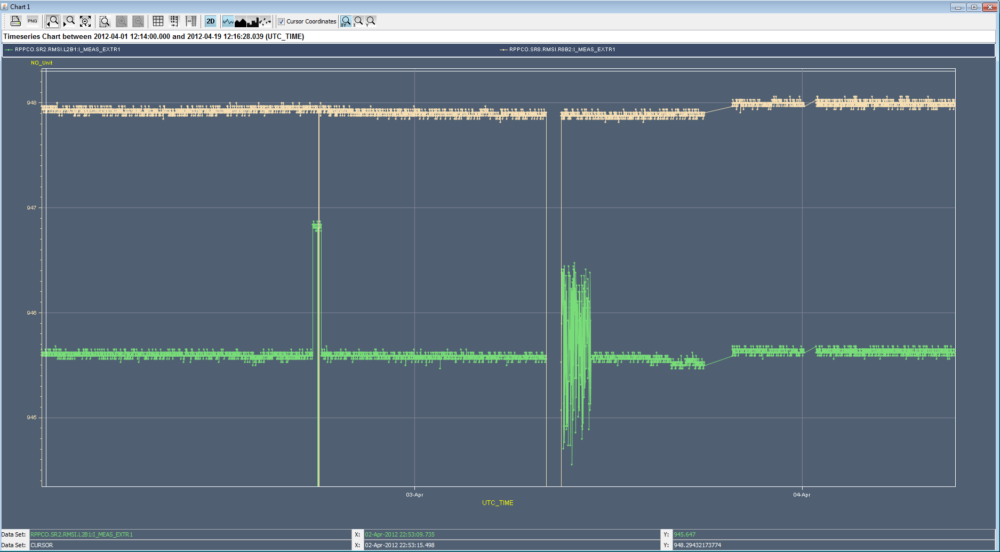 Chart 1
PNG
2D
Cursor Coordinates
XY
X
Y
Timeseries Chart between 2012-04-01 12:14:00.000 and 2012-04-19 12:16:28.039 (UTC_TIME)
RPPCO.SR2.RMSI.L2B1:I_MEAS_EXTR1 RPPCO.SR8.RMSI.R8B2:I_MEAS_EXTR1
NO_Unit
948
947
946
945
03-Apr 04-Apr
UTC_TIME
Data Set: RPPCO.SR2.RMSI.L2B1:I_MEAS_EXTR1 X: 02-Apr-2012 22:53:09.735 Y: 945.647
Data Set: CURSOR X: 02-Apr-2012 22:53:15.498 Y: 948.29432173774